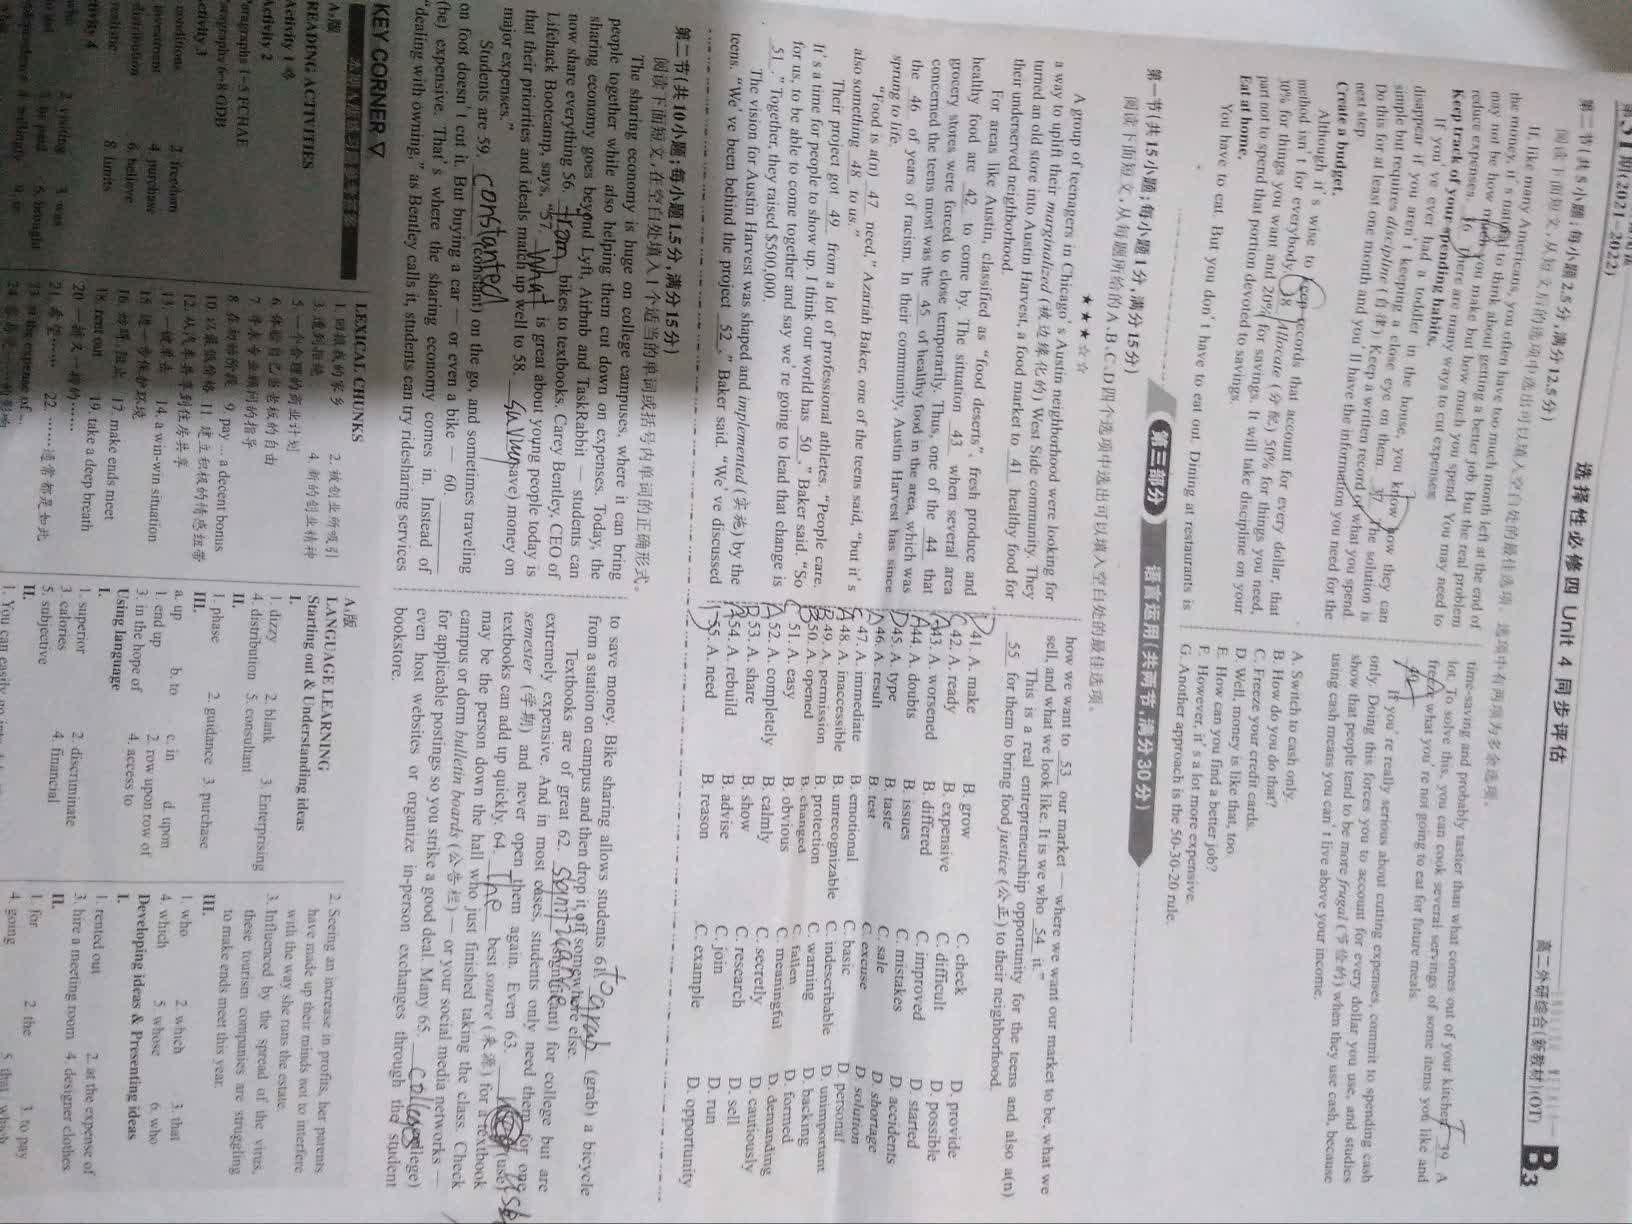 第31期(2021-2022)
选择性必修四 Unit 4 同步评估
高二外研综合(新教材)(OT)
B3
第二节(共5小题;每小题2.5分,满分12.5分)
阅读下面短文,从短文后的选项中选出可以填入空白处的最佳选项。选项中有两项为多余选项。
If, like many Americans, you often have too much month left at the end of
the money, it's natural to think about getting a better job. But the real problem
may not be how much you make but how much you spend. You may need to
reduce expenses. 36 There are many ways to cut expenses.
Keep track of your spending habits.
If you've ever had a toddler in the house, you know how they can
disappear if you aren't keeping a close eye on them. 37 The solution is
simple but requires discipline (自律). Keep a written record of what you spend.
Do this for at least one month and you'll have the information you need for the
next step.
Create a budget.
Although it's wise to keep records that account for every dollar, that
method isn't for everybody. 38 Allocate (分配) 50% for things you need,
30% for things you want and 20% for savings. It will take discipline on your
part not to spend that portion devoted to savings.
Eat at home.
You have to eat. But you don't have to eat out. Dining at restaurants is
time-saving and probably tastier than what comes out of your kitchen. 39 A
lot. To solve this, you can cook several servings of some items you like and
freeze what you're not going to eat for future meals.
40
If you're really serious about cutting expenses, commit to spending cash
only. Doing this forces you to account for every dollar you use, and studies
show that people tend to be more frugal (节俭的) when they use cash, because
using cash means you can't live above your income.
A. Switch to cash only.
B. How do you do that?
C. Freeze your credit cards.
D. Well, money is like that, too.
E. How can you find a better job?
F. However, it's a lot more expensive.
G. Another approach is the 50-30-20 rule.
第三部分 语言运用(共两节,满分30分)
第一节(共15小题;每小题1分,满分15分)
阅读下面短文,从每题所给的A、B、C、D四个选项中选出可以填入空白处的最佳选项。
★★★☆☆
A group of teenagers in Chicago's Austin neighborhood were looking for
a way to uplift their marginalized (被边缘化的) West Side community. They
turned an old store into Austin Harvest, a food market to 41 healthy food for
their underserved neighborhood.
For areas like Austin, classified as "food deserts", fresh produce and
healthy food are 42 to come by. The situation 43 when several area
grocery stores were forced to close temporarily. Thus, one of the 44 that
concerned the teens most was the 45 of healthy food in the area, which was
the 46 of years of racism. In their community, Austin Harvest has since
sprung to life.
"Food is a(n) 47 need," Azariah Baker, one of the teens said, "but it's
also something 48 to us."
Their project got 49 from a lot of professional athletes. "People care.
It's a time for people to show up. I think our world has 50 ." Baker said. "So
for us, to be able to come together and say we're going to lead that change is
51 ." Together, they raised $500,000.
The vision for Austin Harvest was shaped and implemented (实施) by the
teens. "We've been behind the project 52 ," Baker said. "We've discussed
how we want to 53 our market — where we want our market to be, what we
sell, and what we look like. It is we who 54 it."
This is a real entrepreneurship opportunity for the teens and also a(n)
55 for them to bring food justice (公正) to their neighborhood.
D 41. A. make B. grow C. check D. provide
C 42. A. ready B. expensive C. difficult D. possible
A 43. A. worsened B. differed C. improved D. started
44. A. doubts B. issues C. mistakes D. accidents
D 45. A. type B. taste C. sale D. shortage
A 46. A. result B. test C. excuse D. solution
C 47. A. immediate B. emotional C. basic D. personal
A 48. A. inaccessible B. unrecognizable C. indescribable D. unimportant
49. A. permission B. protection C. warning D. backing
B 50. A. opened B. changed C. fallen D. formed
C 51. A. easy B. obvious C. meaningful D. demanding
A 52. A. completely B. calmly C. secretly D. cautiously
B 53. A. share B. show C. research D. sell
A 54. A. rebuild B. advise C. join D. run
D 55. A. need B. reason C. example D. opportunity
第二节(共10小题;每小题1.5分,满分15分)
阅读下面短文,在空白处填入1个适当的单词或括号内单词的正确形式。
The sharing economy is huge on college campuses, where it can bring
people together while also helping them cut down on expenses. Today, the
sharing economy goes beyond Lyft, Airbnb and TaskRabbit — students can
now share everything 56. from bikes to textbooks. Carey Bentley, CEO of
Lifehack Bootcamp, says, "57. What is great about young people today is
that their priorities and ideals match up well to 58. (save) money on
major expenses."
Students are 59. constanted (constant) on the go, and sometimes traveling
on foot doesn't cut it. But buying a car — or even a bike — 60.
(be) expensive. That's where the sharing economy comes in. Instead of
"dealing with owning," as Bentley calls it, students can try ridesharing services
to save money. Bike sharing allows students 61. to grab (grab) a bicycle
from a station on campus and then drop it off somewhere else.
Textbooks are of great 62. (significant) for college but are
extremely expensive. And in most cases, students only need them for one
semester (学期) and never open them again. Even 63. (use)
textbooks can add up quickly. 64. The best source (来源) for a textbook
may be the person down the hall who just finished taking the class. Check
campus or dorm bulletin boards (公告栏) — or your social media networks —
for applicable postings so you strike a good deal. Many 65. colleges (college)
even host websites or organize in-person exchanges through the student
bookstore.
KEY CORNER
A版
READING ACTIVITIES
Activity 1 略
Activity 2
Paragraphs 1-5 FCHAE
Paragraphs 6-8 GDB
Activity 3
2. freedom
4. purchase
6. believe
8. limits
Activity 4
2. visiting 3. was
5. brought
LEXICAL CHUNKS
1. 回报我的家乡 2. 被创业所吸引
3. 遭到拒绝 4. 新的创业精神
5. 一个合理的商业计划
6. 体验自己当老板的自由
7. 寻求专业顾问的指导
8. 在初始阶段 9. pay ... a decent bonus
10. 以最低价格 11. 建立积极的情感纽带
12. 从汽车共享到住房共享
13. 一键单击 14. a win-win situation
15. 进一步保护环境
16. 妨碍,阻止 17. make ends meet
18. rent out 19. take a deep breath
20. 一排又一排的……
21. 希望…… 22. ……通常都是如此
23. at the expense of ...
A版
LANGUAGE LEARNING
Starting out & Understanding ideas
I.
1. dizzy 2. blank 3. Enterprising
4. distribution 5. consultant
II.
1. phase 2. guidance 3. purchase
III.
a. up b. to c. in d. upon
1. end up 2. row upon row of
3. in the hope of 4. access to
Using language
I.
1. superior 2. discriminate
3. calories 4. financial
5. subjective
II.
1. You can easily
2. Seeing an increase in profits, her parents
have made up their minds not to interfere
with the way she runs the estate.
3. Influenced by the spread of the virus,
these tourism companies are struggling
to make ends meet this year.
III.
1. who 2. which 3. that
4. which 5. whose 6. who
Developing ideas & Presenting ideas
I.
1. rented out 2. at the expense of
3. hire a meeting room 4. designer clothes
II.
1. for 2. the 3. to pay
4. going 5. that / which